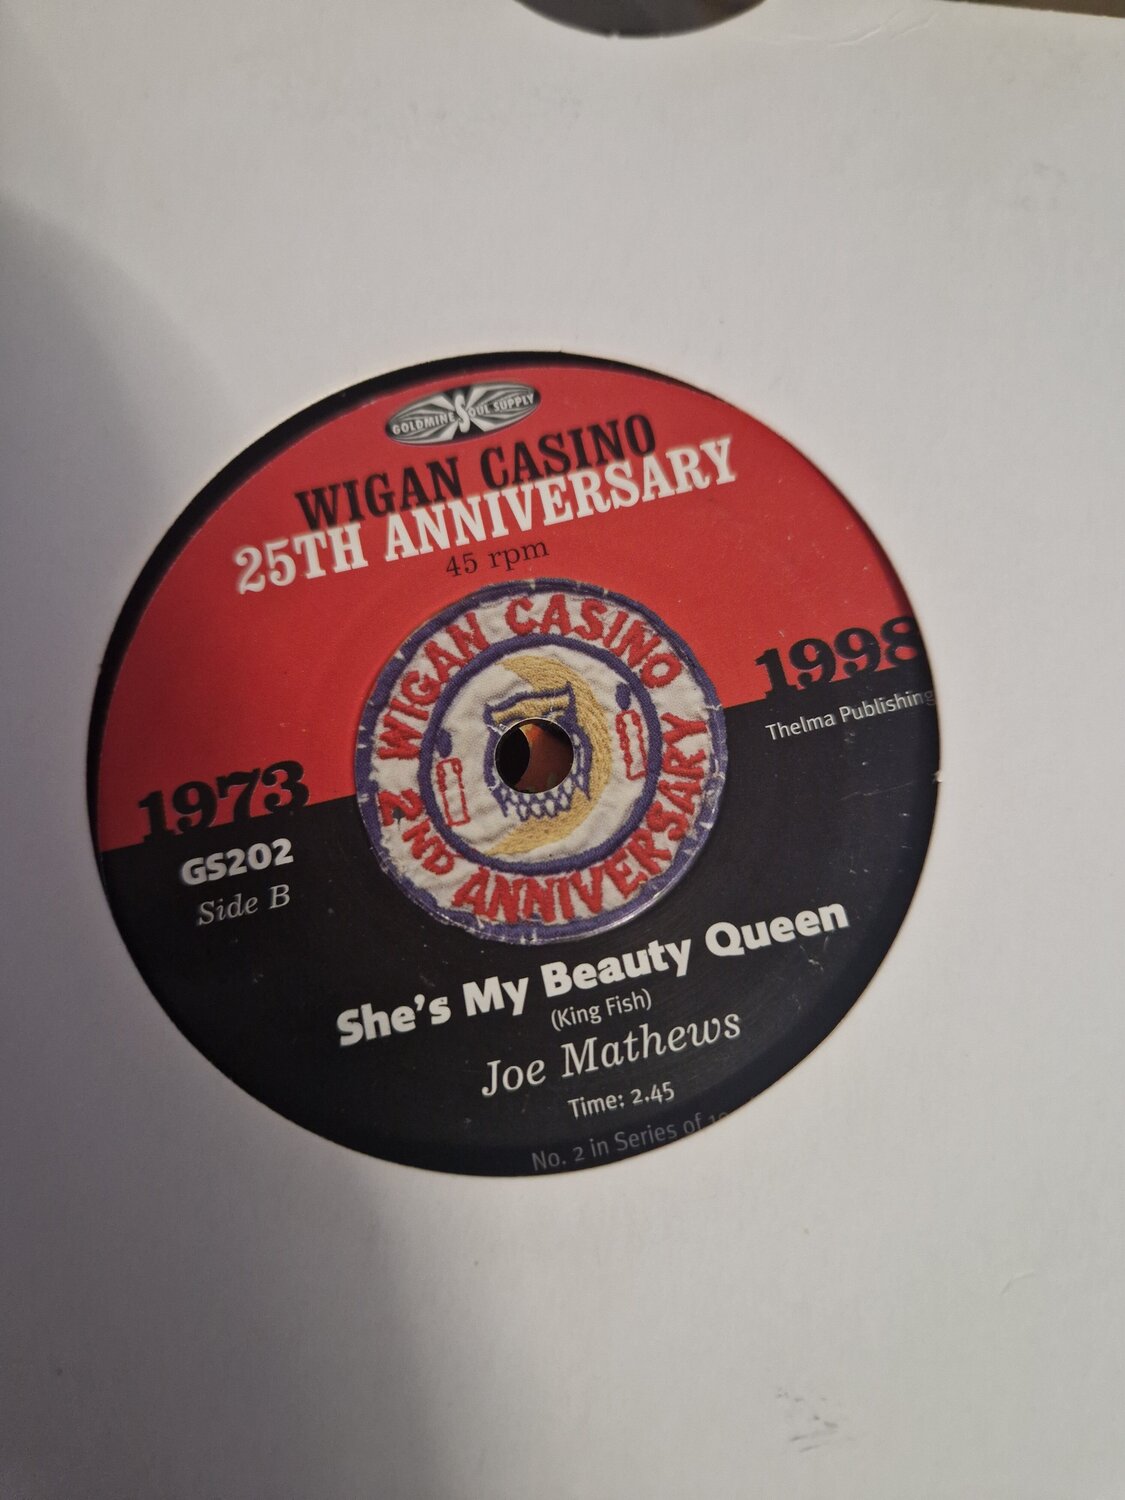 GOLDMINE SOUL SUPPLY
WIGAN CASINO
25TH ANNIVERSARY
45 rpm
WIGAN CASINO
2ND ANNIVERSARY
1998
Thelma Publishing
1973
GS202
Side B
She's My Beauty Queen
(King Fish)
Joe Mathews
Time: 2.45
No. 2 in Series of